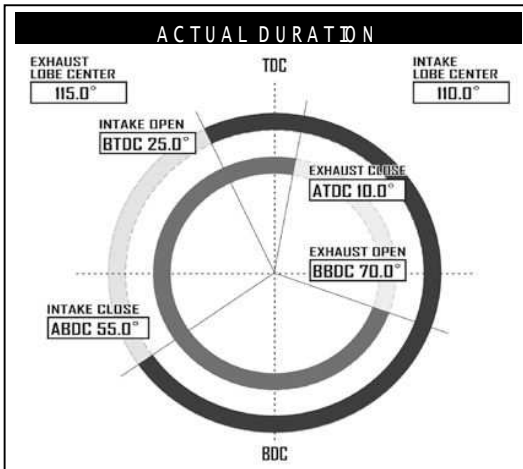 ACTUAL DURATION
EXHAUST
LOBE CENTER
115.0°
TDC
INTAKE
LOBE CENTER
110.0°
INTAKE OPEN
BTDC 25.0°
EXHAUST CLOSE
ATDC 10.0°
EXHAUST OPEN
BBDC 70.0°
INTAKE CLOSE
ABDC 55.0°
BDC